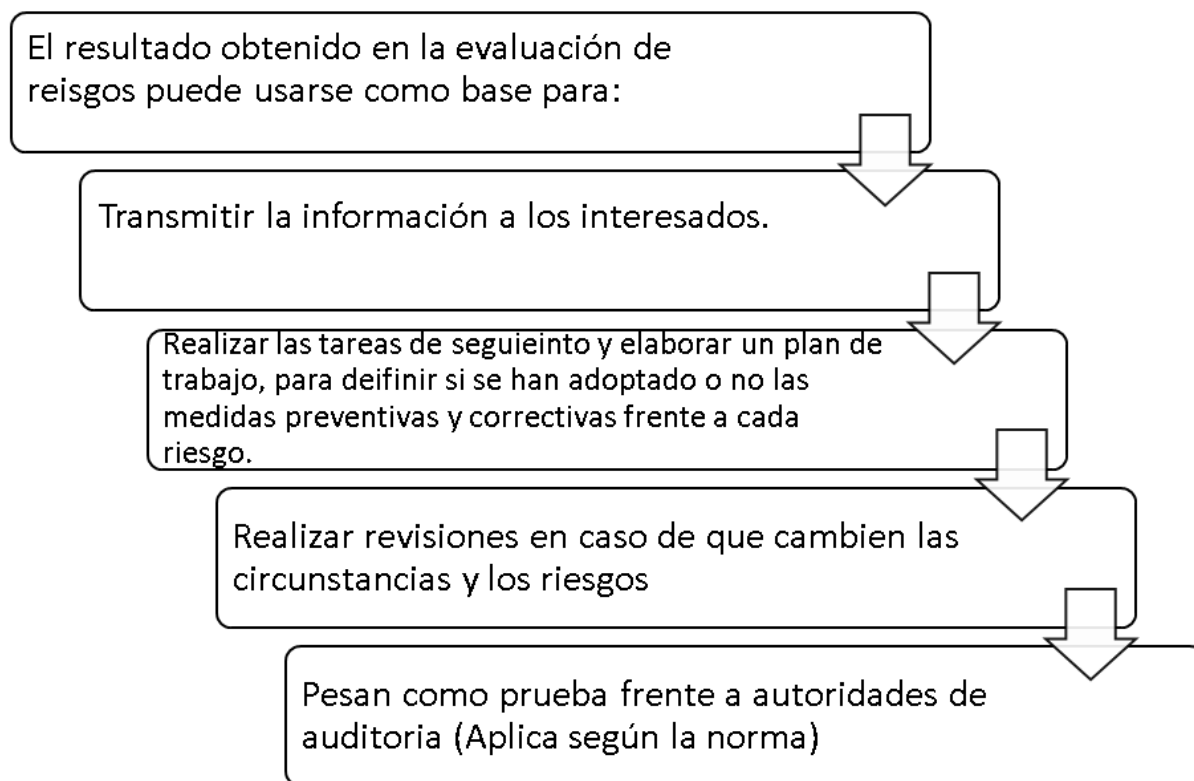 El resultado obtenido en la evaluación de
reisgos puede usarse como base para:
Transmitir la información a los interesados.
Realizar las tareas de seguieinto y elaborar un plan de
trabajo, para deifinir si se han adoptado o no las
medidas preventivas y correctivas frente a cada
riesgo.
Realizar revisiones en caso de que cambien las
circunstancias y los riesgos
Pesan como prueba frente a autoridades de
auditoria (Aplica según la norma)